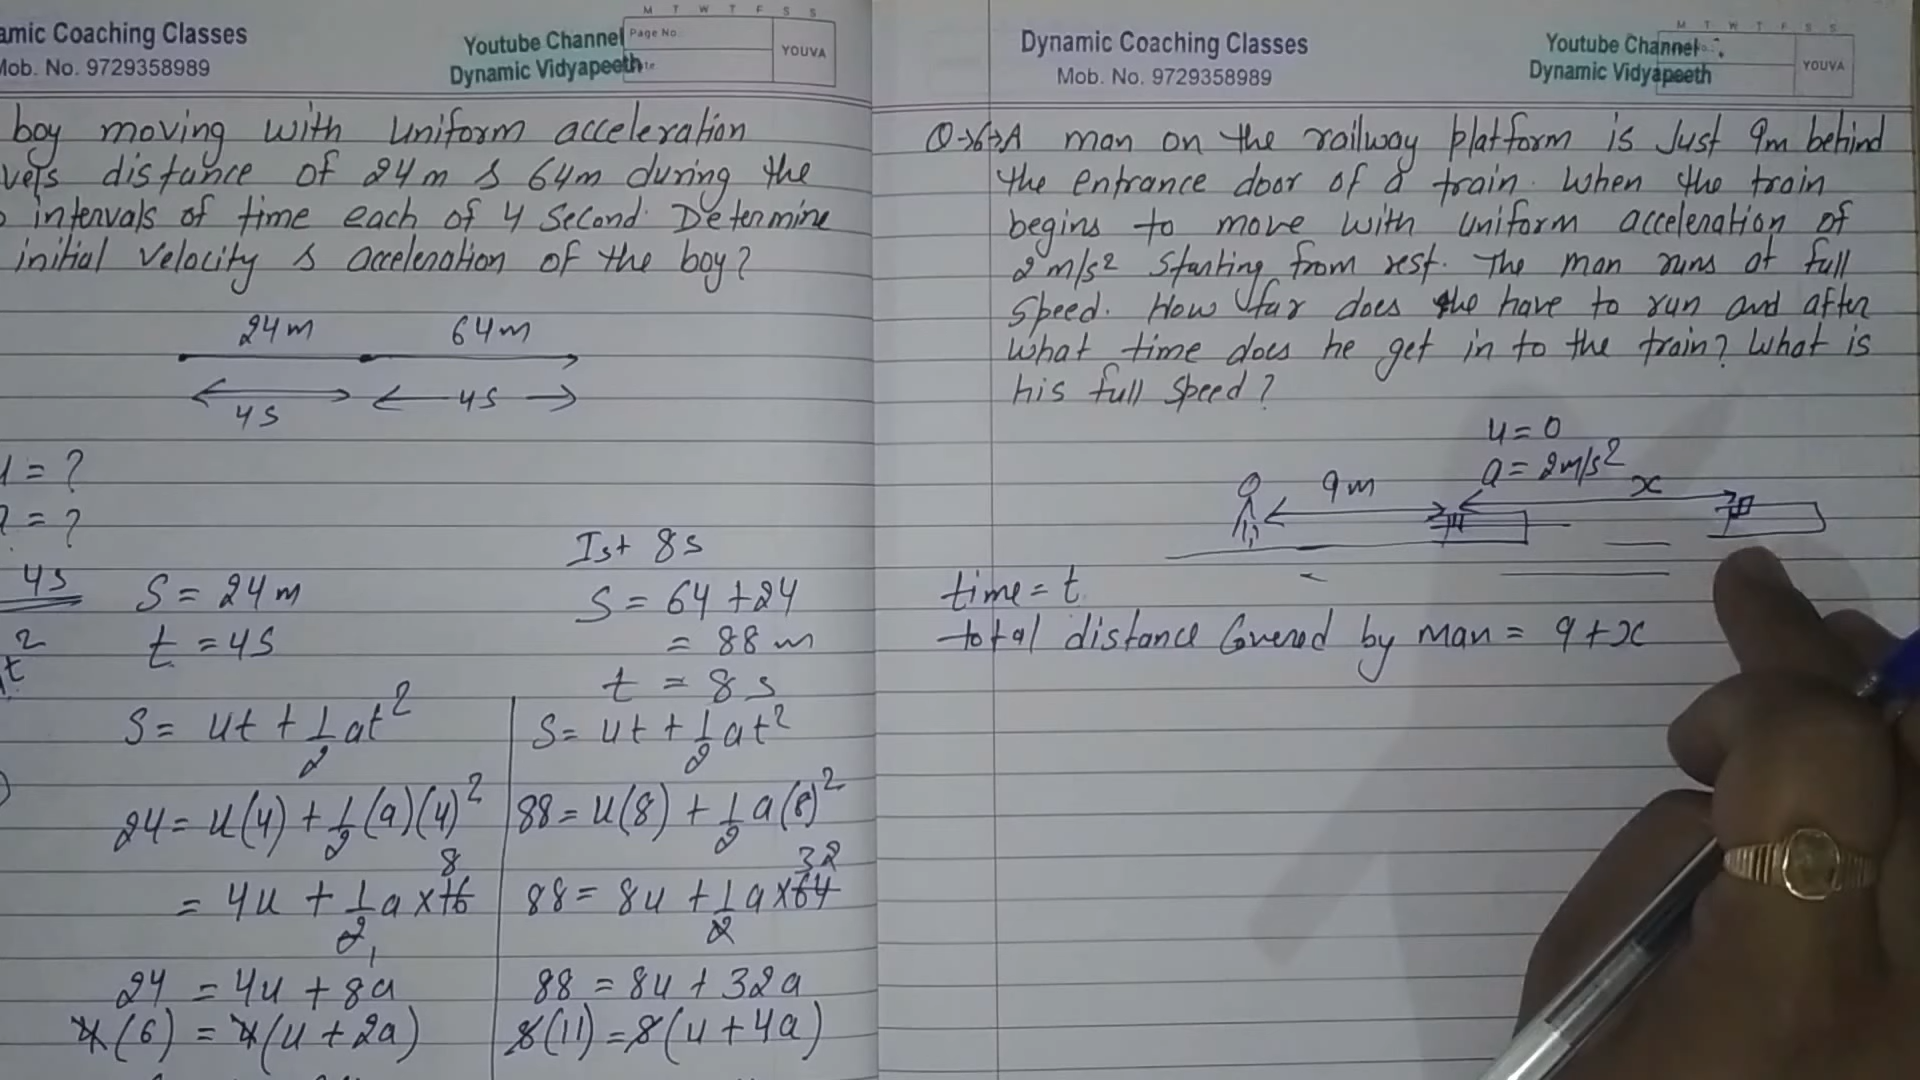 amic Coaching Classes
Mob. No. 9729358989
Youtube Channel
Dynamic Vidyapeeth
M T W T F S S
Page No.
YOUVA
boy moving with uniform acceleration
vers distance of 24m & 64m during the
intervals of time each of 4 Second. Determine
initial velocity & acceleration of the boy?
24m 64m
4s 4s
= ?
= ?
4s
S = 24m
t = 4s
Ist 8s
S = 64 + 24
= 88 m
t = 8 s
S = ut + 1/2 at²
24 = u(4) + 1/2 (a)(4)²
8
= 4u + 1/2 a × 16
1
24 = 4u + 8a
4(6) = 4(u + 2a)
S = ut + 1/2 at²
88 = u(8) + 1/2 a(8)²
32
88 = 8u + 1/2 a × 64
88 = 8u + 32a
8(11) = 8(u + 4a)
Dynamic Coaching Classes
Mob. No. 9729358989
Youtube Channel
Dynamic Vidyapeeth
M T W T F S S
YOUVA
Q→6→A man on the railway platform is Just 9m behind
the entrance door of a train. When the train
begins to move with uniform acceleration of
2 m/s² Starting from rest. The man runs at full
Speed. How far does the have to run and after
What time does he get in to the train? What is
his full Speed?
u = 0
a = 2m/s²
9m x
time = t
total distance Covered by man = 9 + x